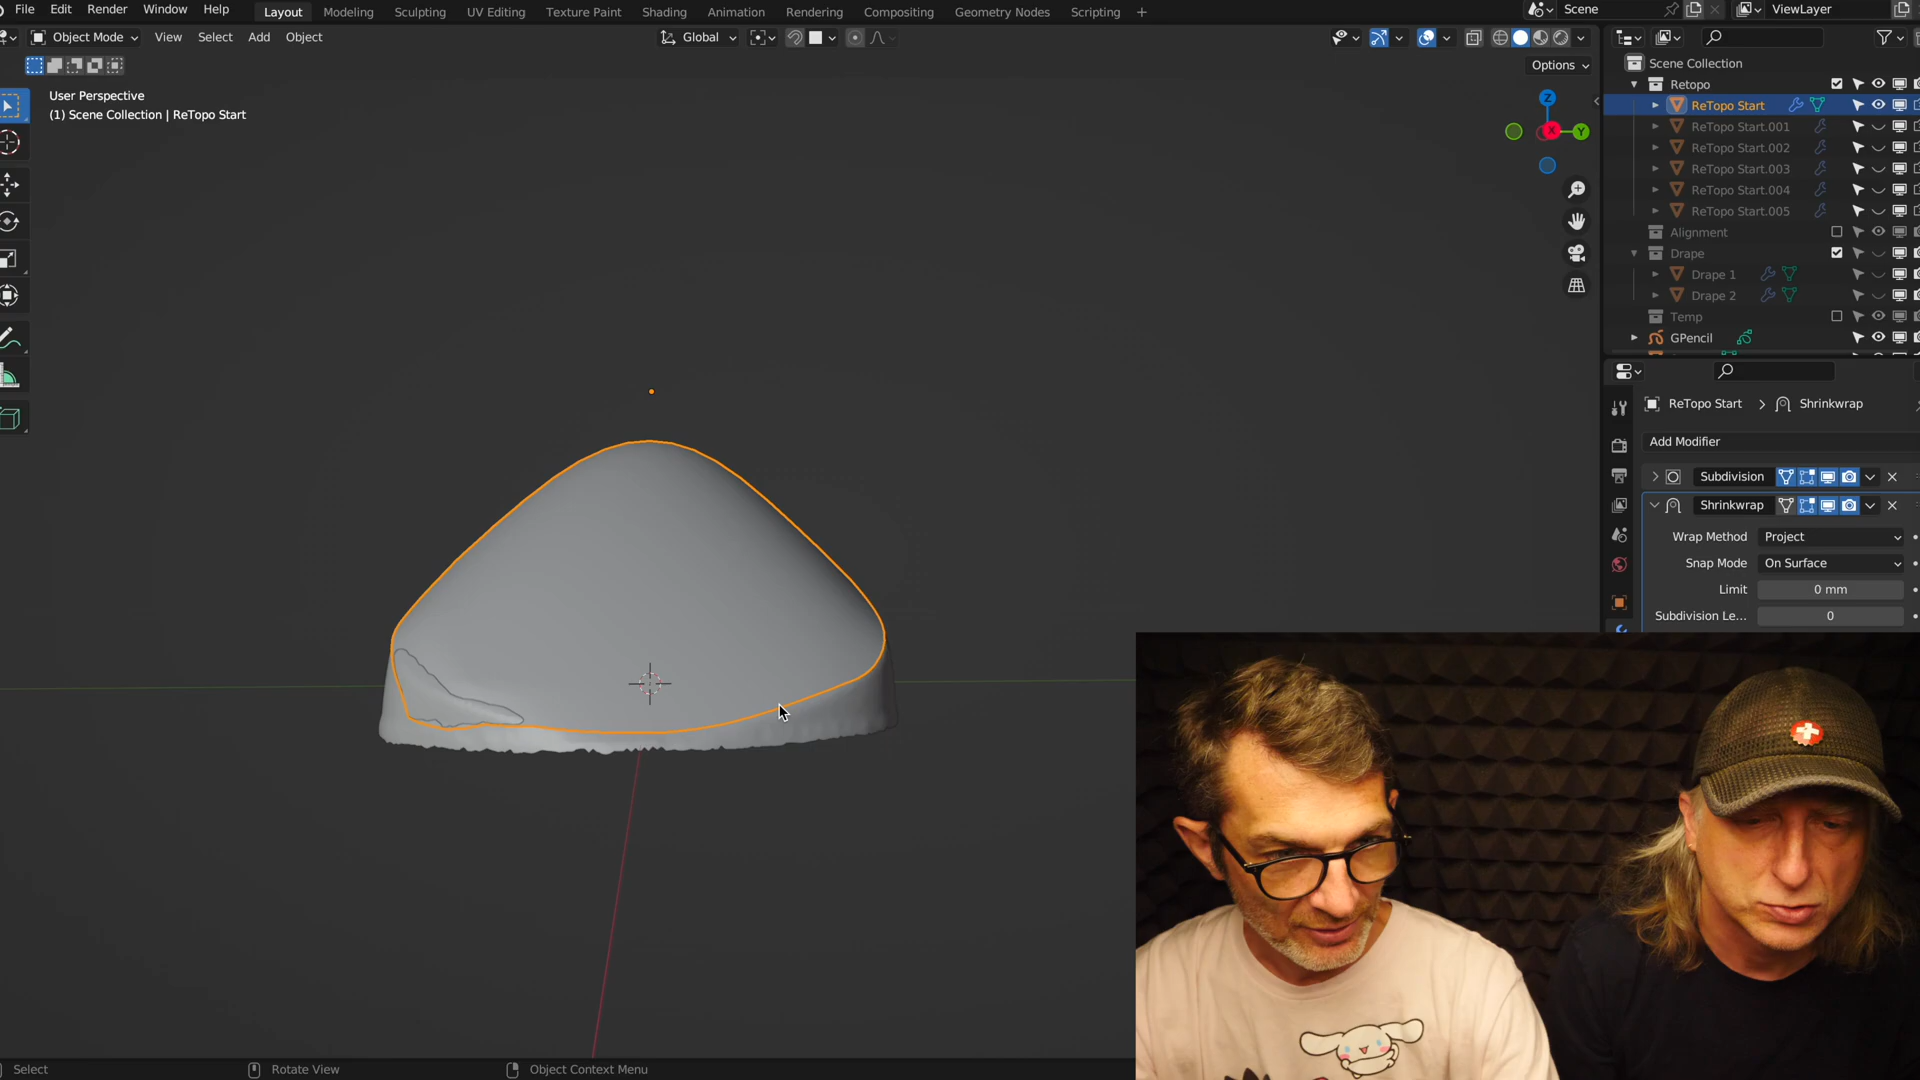 File Edit Render Window Help
Layout Modeling Sculpting UV Editing Texture Paint Shading Animation Rendering Compositing Geometry Nodes Scripting +
Scene
ViewLayer
Object Mode View Select Add Object
Global
Options
User Perspective
(1) Scene Collection | ReTopo Start
Z
X
Y
Scene Collection
Retopo
ReTopo Start
ReTopo Start.001
ReTopo Start.002
ReTopo Start.003
ReTopo Start.004
ReTopo Start.005
Alignment
Drape
Drape 1
Drape 2
Temp
GPencil
ReTopo Start > Shrinkwrap
Add Modifier
Subdivision
Shrinkwrap
Wrap Method Project
Snap Mode On Surface
Limit 0 mm
Subdivision Le... 0
Select
Rotate View
Object Context Menu